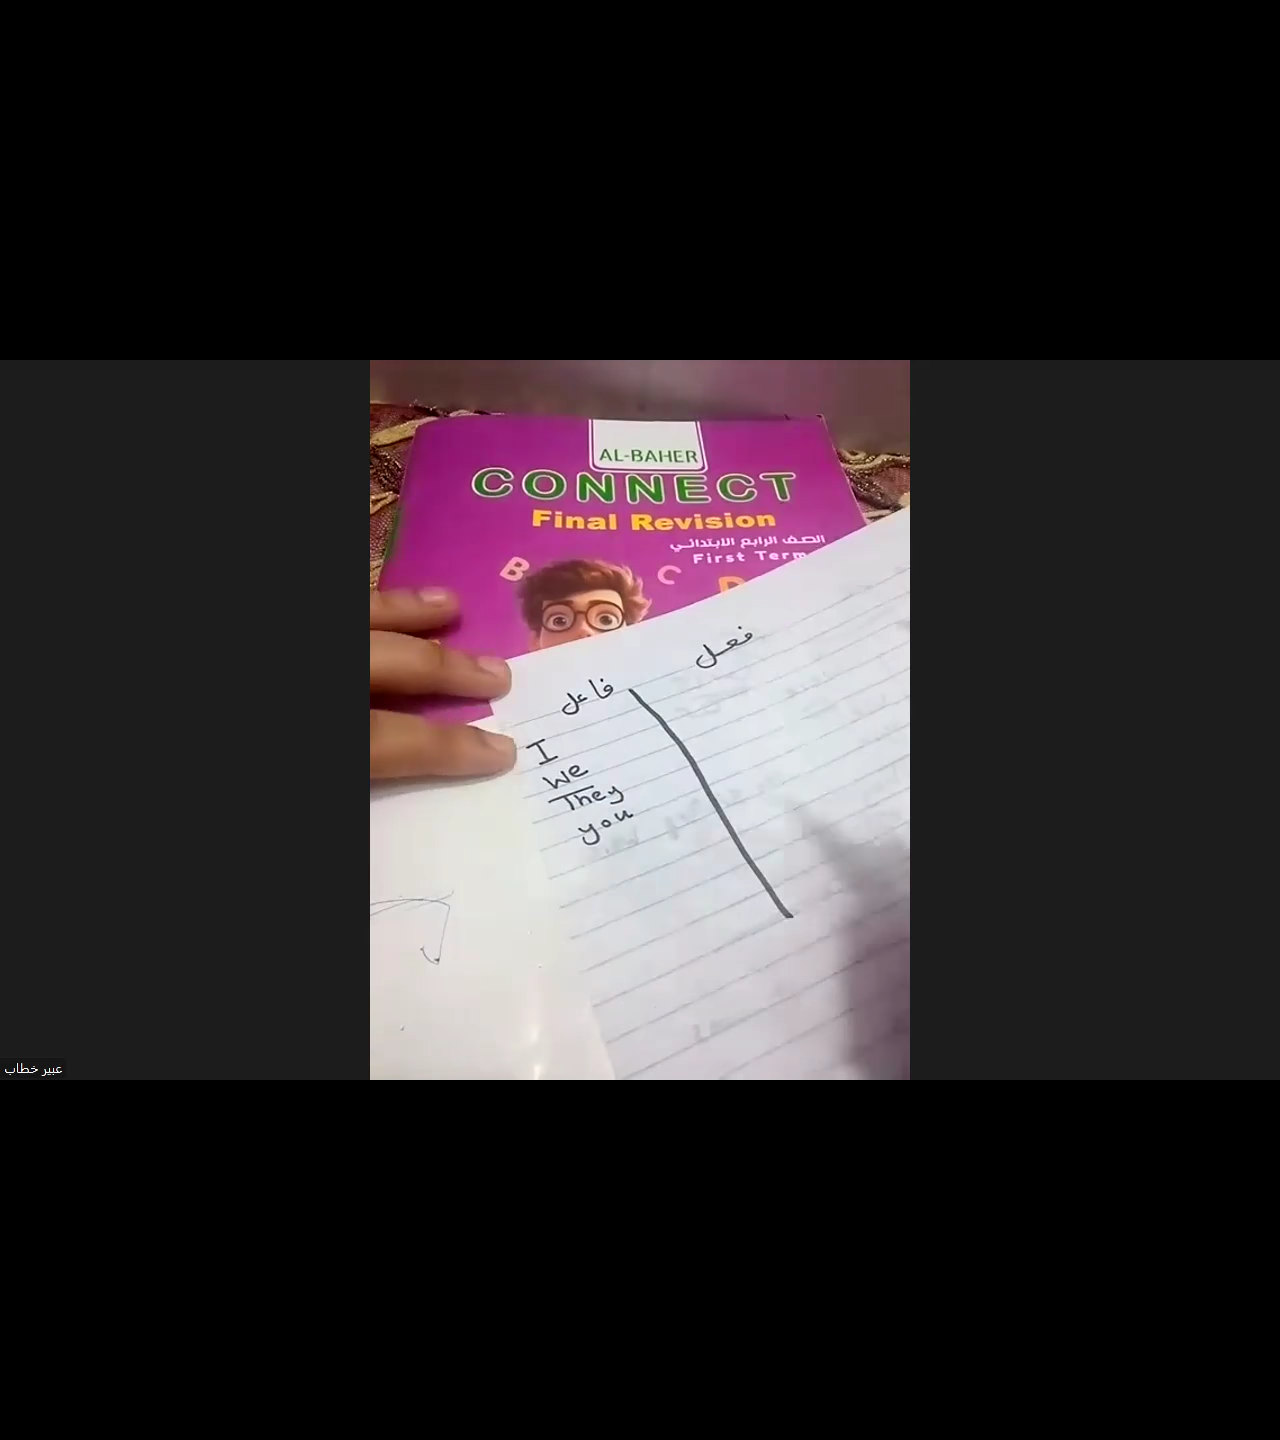 AL-BAHER
CONNECT
Final Revision
الصف الرابع الابتدائي
First Term
B C D
فاعل فعل
I
We
They
you
عبير خطاب